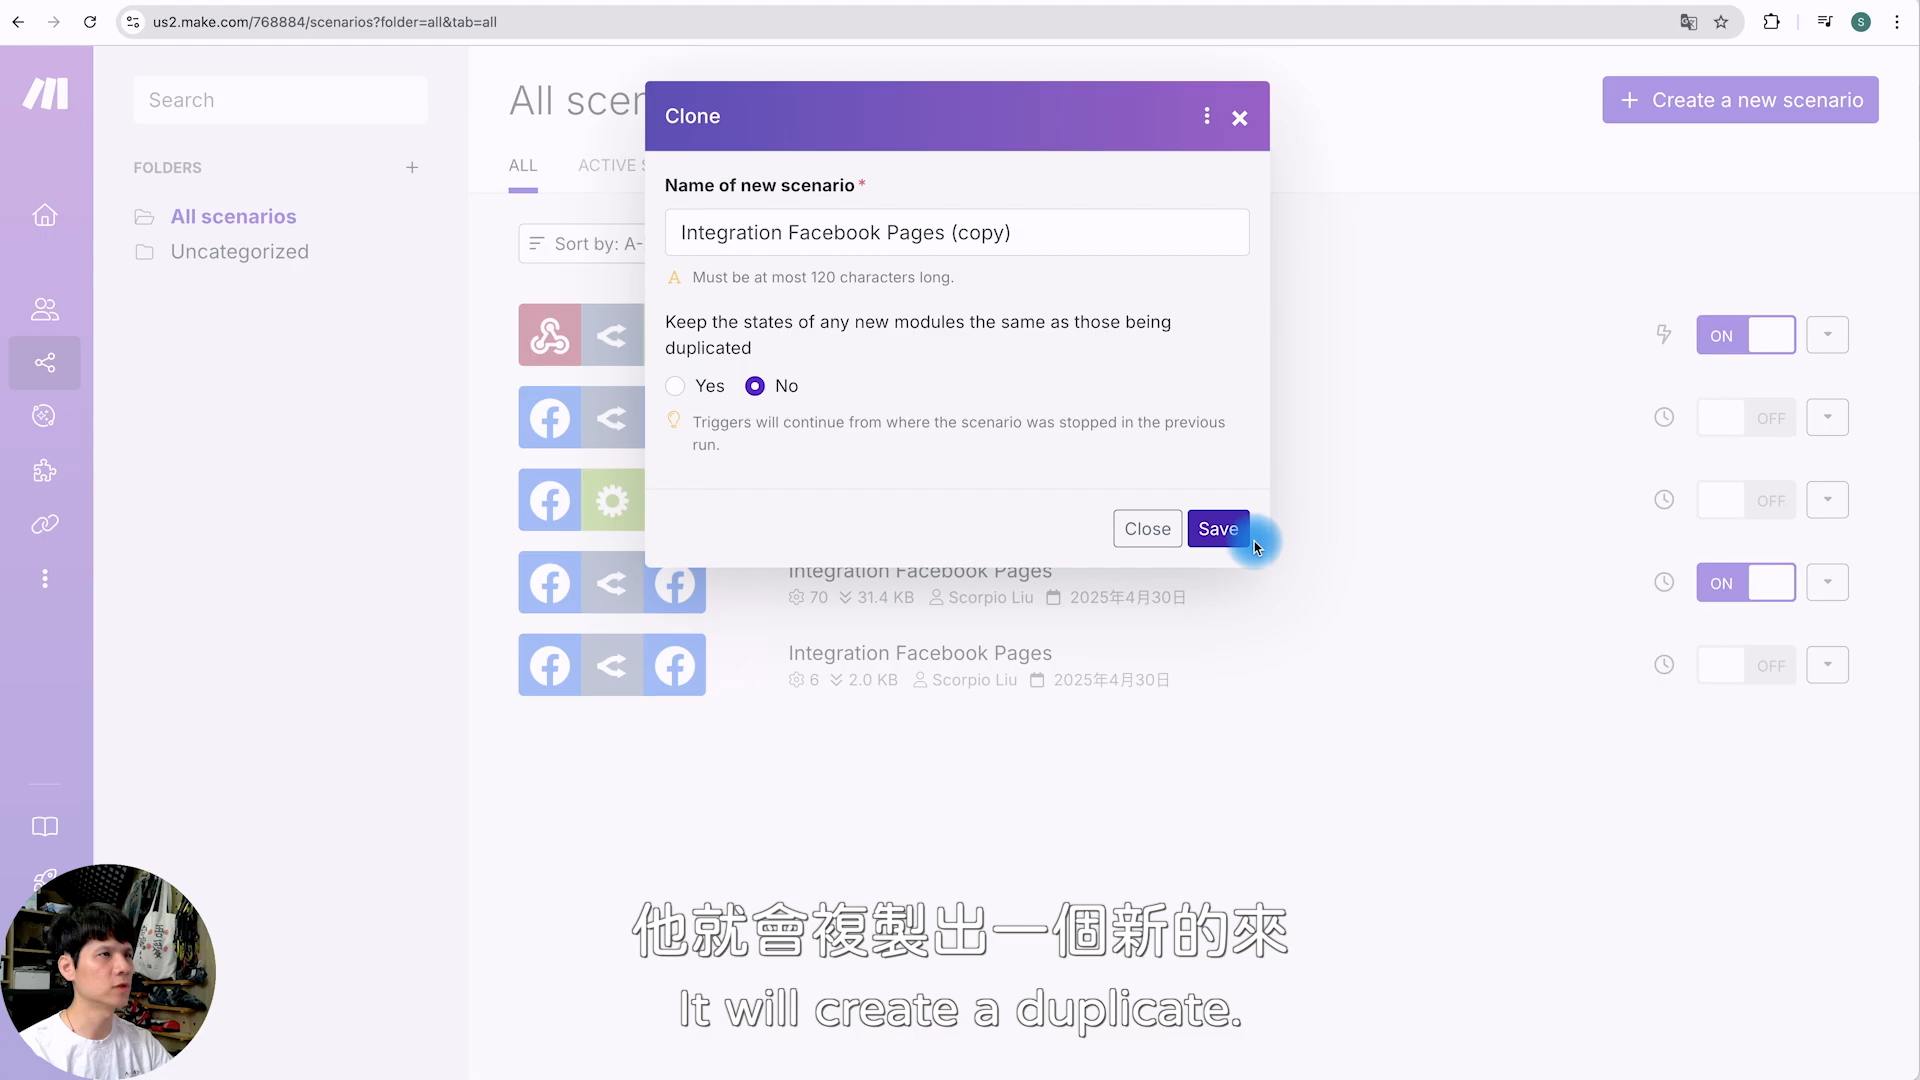 us2.make.com/768884/scenarios?folder=all&tab=all
S
Search
FOLDERS
All scenarios
Uncategorized
All scen
+ Create a new scenario
ALL
ACTIVE S
Sort by: A-
Clone
Name of new scenario *
Integration Facebook Pages (copy)
Must be at most 120 characters long.
Keep the states of any new modules the same as those being
duplicated
Yes
No
Triggers will continue from where the scenario was stopped in the previous
run.
Close
Save
ON
OFF
OFF
Integration Facebook Pages
70 31.4 KB Scorpio Liu 2025年4月30日
ON
Integration Facebook Pages
6 2.0 KB Scorpio Liu 2025年4月30日
OFF
他就會複製出一個新的來
It will create a duplicate.